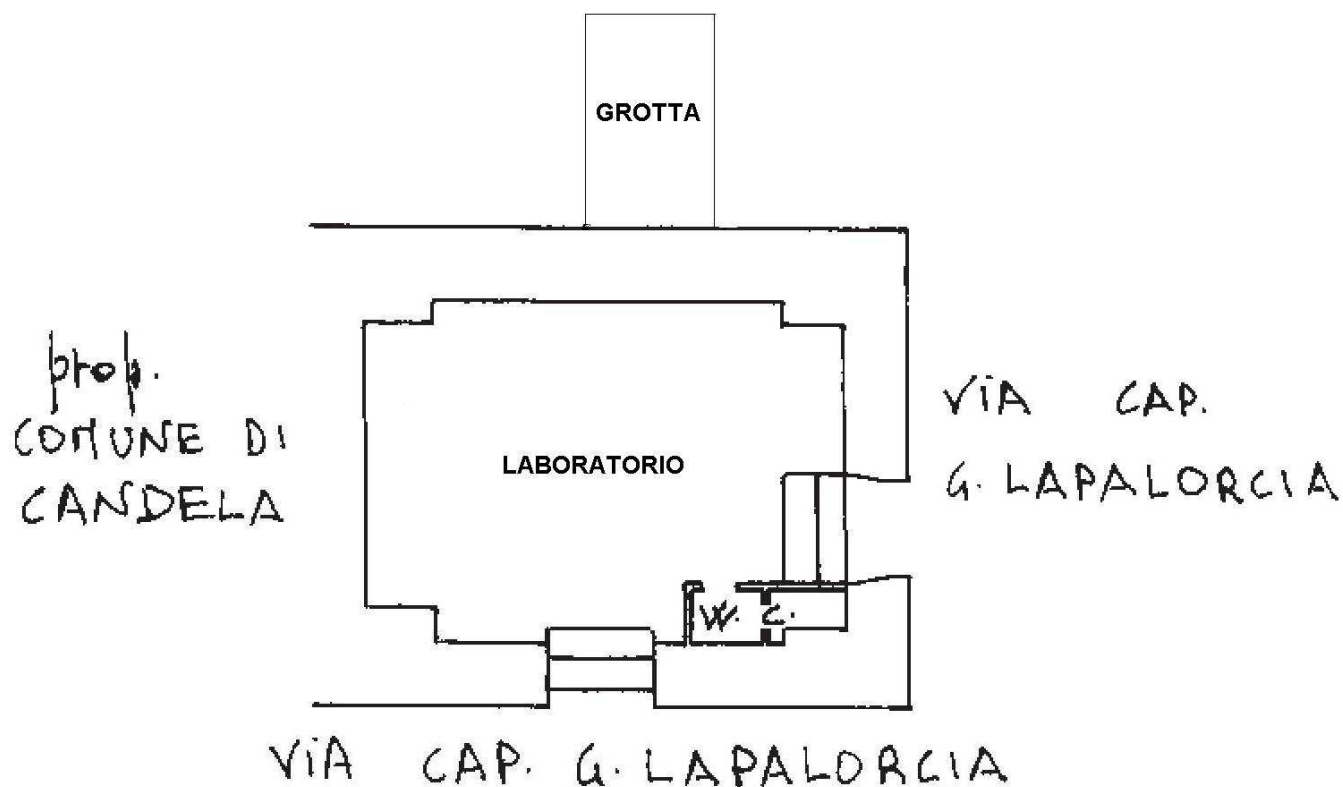 GROTTA
prop.
COMUNE DI
CANDELA
LABORATORIO
VIA CAP.
G. LAPALORCIA
W. C.
VIA CAP. G. LAPALORCIA